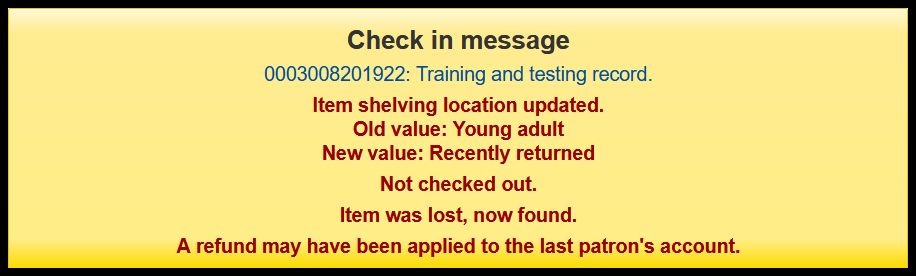 Check in message
0003008201922: Training and testing record.
Item shelving location updated.
Old value: Young adult
New value: Recently returned
Not checked out.
Item was lost, now found.
A refund may have been applied to the last patron's account.